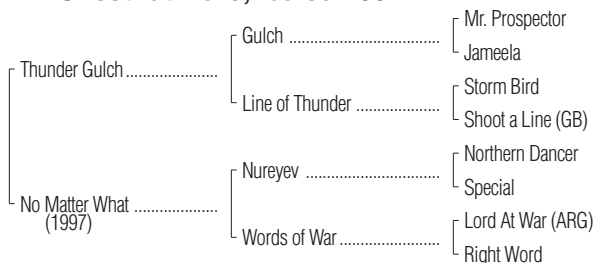 Mr. Prospector
Gulch ........................................
Jameela
Thunder Gulch ........................
Storm Bird
Line of Thunder ......................
Shoot a Line (GB)
Northern Dancer
Nureyev ...................................
Special
No Matter What ......................
(1997)
Lord At War (ARG)
Words of War ..........................
Right Word